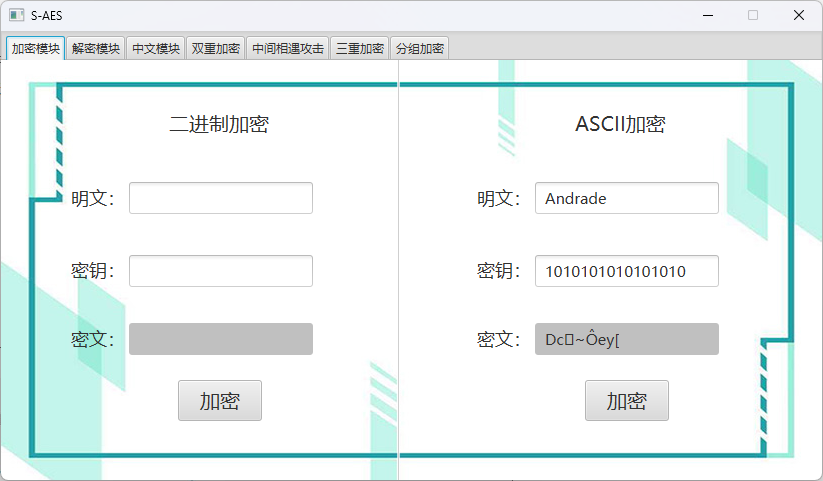 S-AES
加密模块 解密模块 中文模块 双重加密 中间相遇攻击 三重加密 分组加密
二进制加密
明文：
密钥：
密文：
加密
ASCII加密
明文： Andrade
密钥： 1010101010101010
密文： Dc▯~Ôey[
加密